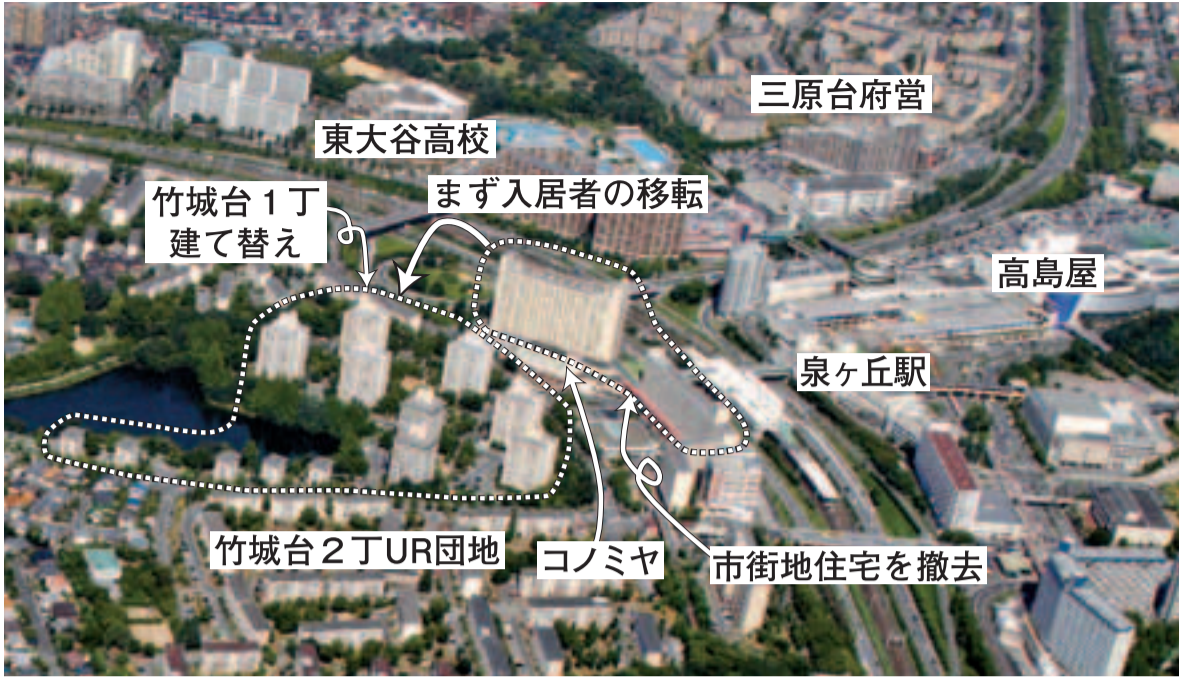 三原台府営
東大谷高校
まず入居者の移転
竹城台１丁
建て替え
高島屋
泉ヶ丘駅
竹城台２丁UR団地
コノミヤ
市街地住宅を撤去